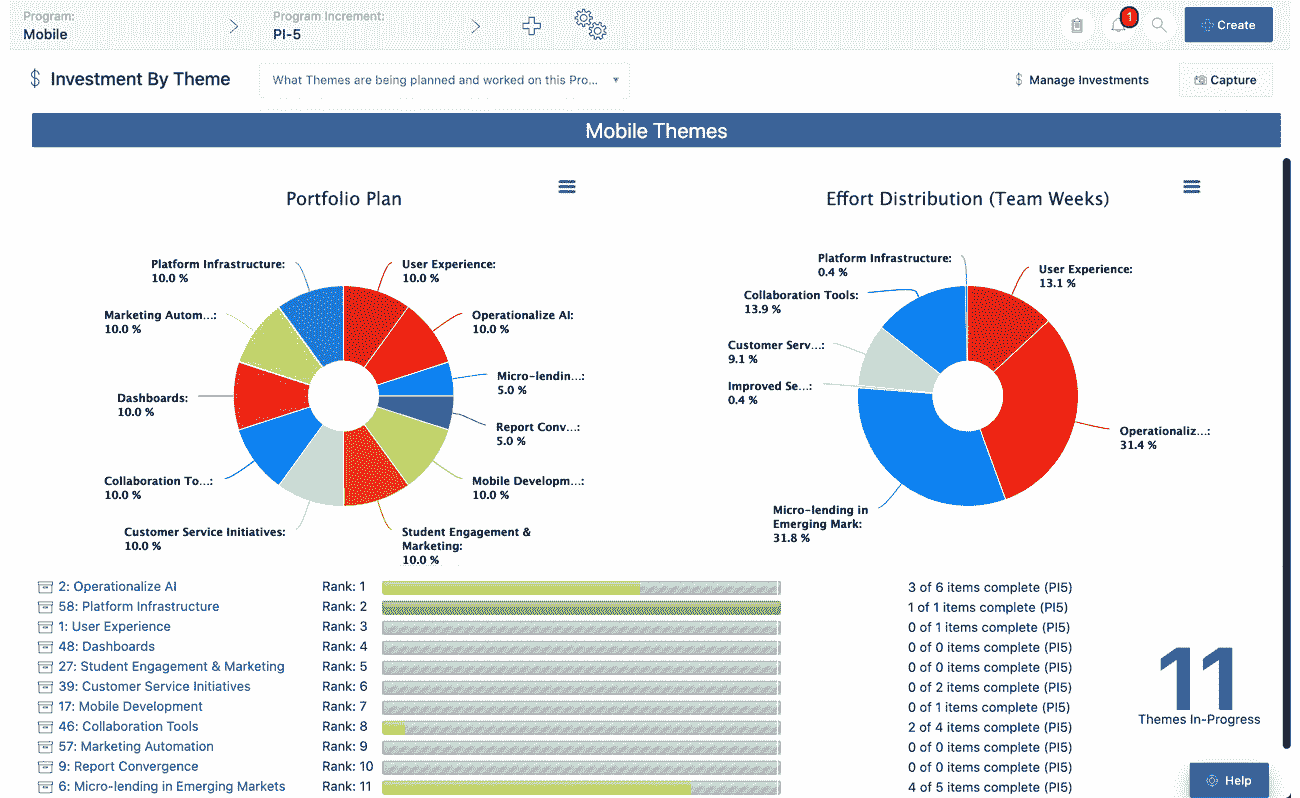 Program:
Mobile
Program Increment:
PI-5
1
Create
$ Investment By Theme
What Themes are being planned and worked on this Pro...
$ Manage Investments
Capture
Mobile Themes
Portfolio Plan
Platform Infrastructure:
10.0 %
User Experience:
10.0 %
Marketing Autom...:
10.0 %
Operationalize AI:
10.0 %
Micro-lendin...:
5.0 %
Dashboards:
10.0 %
Report Conv...:
5.0 %
Collaboration To...:
10.0 %
Mobile Developm...:
10.0 %
Customer Service Initiatives:
10.0 %
Student Engagement &
Marketing:
10.0 %
Effort Distribution (Team Weeks)
Platform Infrastructure:
0.4 %
User Experience:
13.1 %
Collaboration Tools:
13.9 %
Customer Serv...:
9.1 %
Improved Se...:
0.4 %
Operationaliz...:
31.4 %
Micro-lending in
Emerging Mark:
31.8 %
2: Operationalize AI Rank: 1 3 of 6 items complete (PI5)
58: Platform Infrastructure Rank: 2 1 of 1 items complete (PI5)
1: User Experience Rank: 3 0 of 1 items complete (PI5)
48: Dashboards Rank: 4 0 of 0 items complete (PI5)
27: Student Engagement & Marketing Rank: 5 0 of 0 items complete (PI5)
39: Customer Service Initiatives Rank: 6 0 of 2 items complete (PI5)
17: Mobile Development Rank: 7 0 of 1 items complete (PI5)
46: Collaboration Tools Rank: 8 2 of 4 items complete (PI5)
57: Marketing Automation Rank: 9 0 of 0 items complete (PI5)
9: Report Convergence Rank: 10 0 of 0 items complete (PI5)
6: Micro-lending in Emerging Markets Rank: 11 4 of 5 items complete (PI5)
11
Themes In-Progress
Help